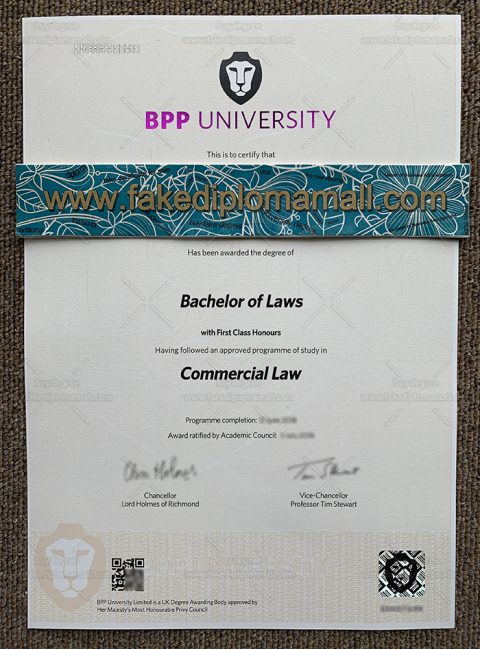 BPP UNIVERSITY
This is to certify that
www.fakediplomamall.com
Has been awarded the degree of
Bachelor of Laws
with First Class Honours
Having followed an approved programme of study in
Commercial Law
Programme completion:
Award ratified by Academic Council:
Chancellor
Lord Holmes of Richmond
Vice-Chancellor
Professor Tim Stewart
BPP University Limited is a UK Degree Awarding Body approved by
Her Majesty's Most Honourable Privy Council